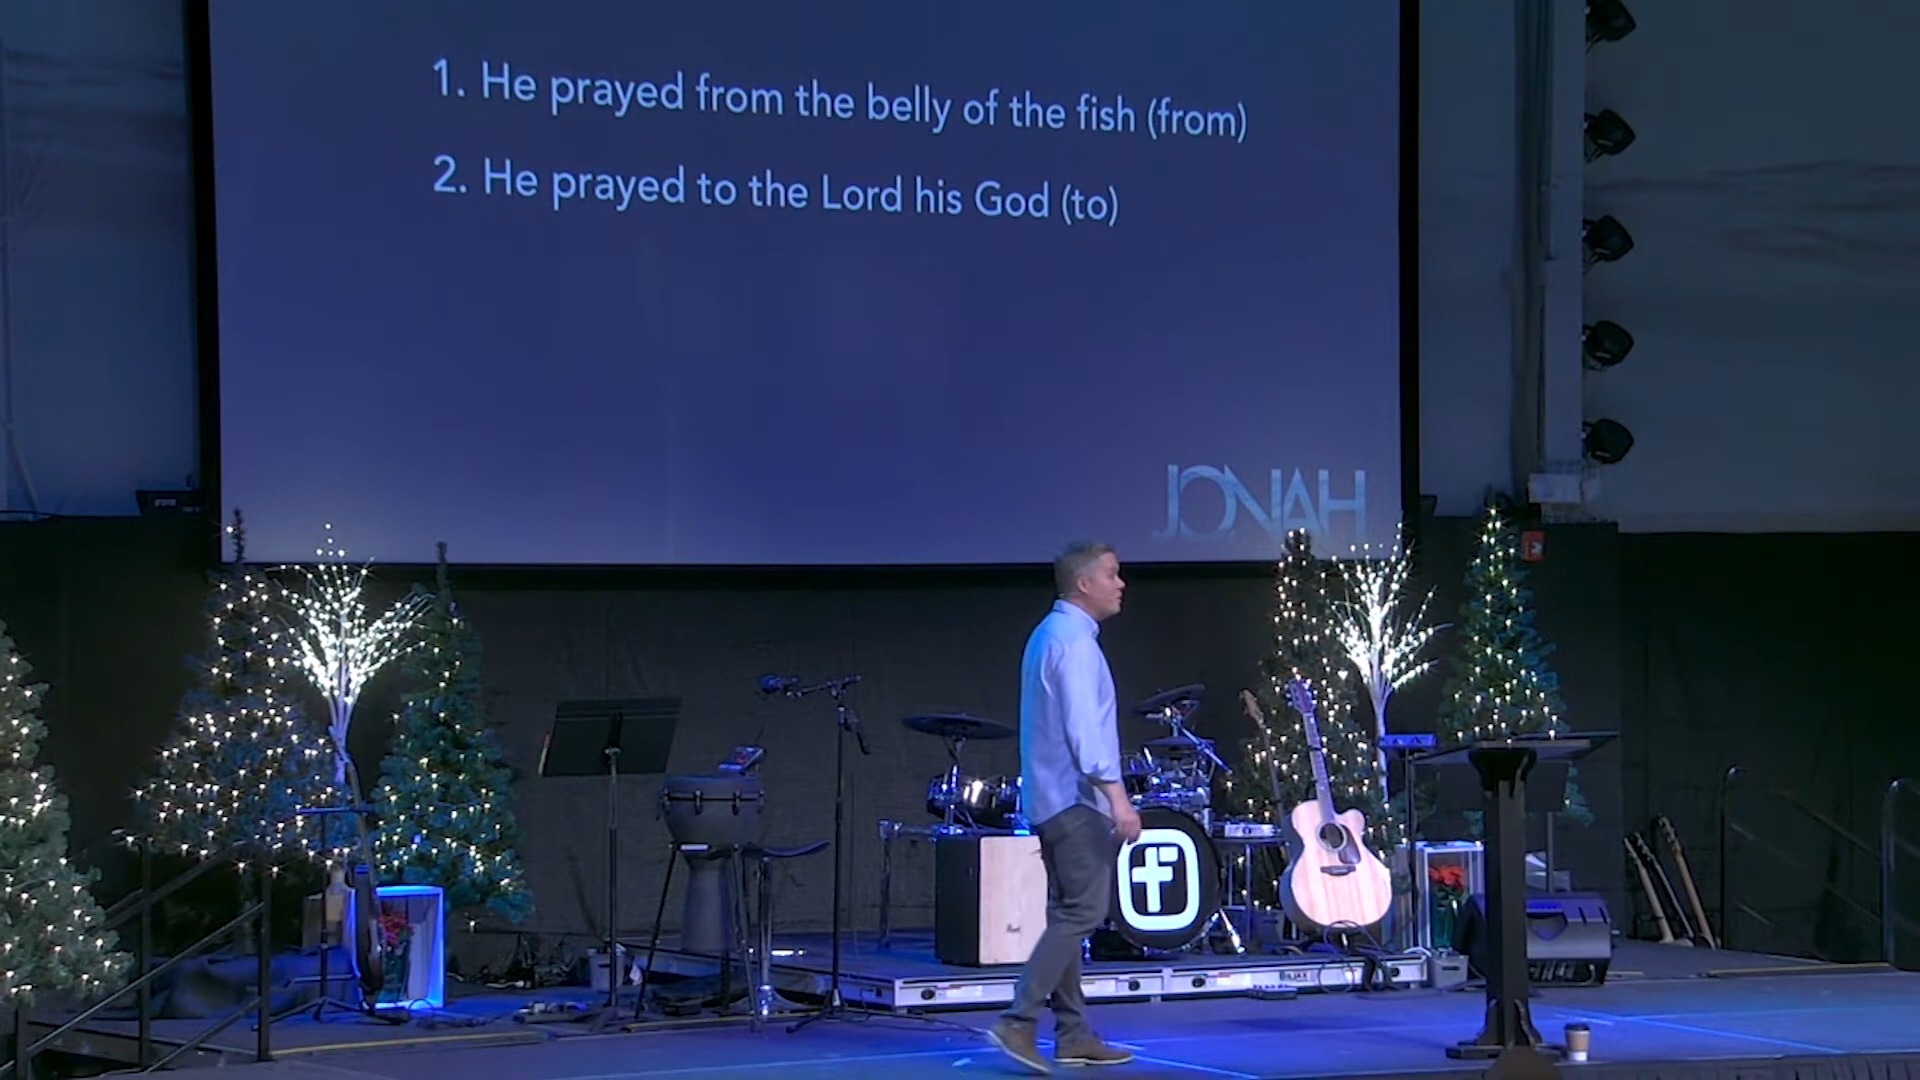 1. He prayed from the belly of the fish (from)
2. He prayed to the Lord his God (to)
JONAH